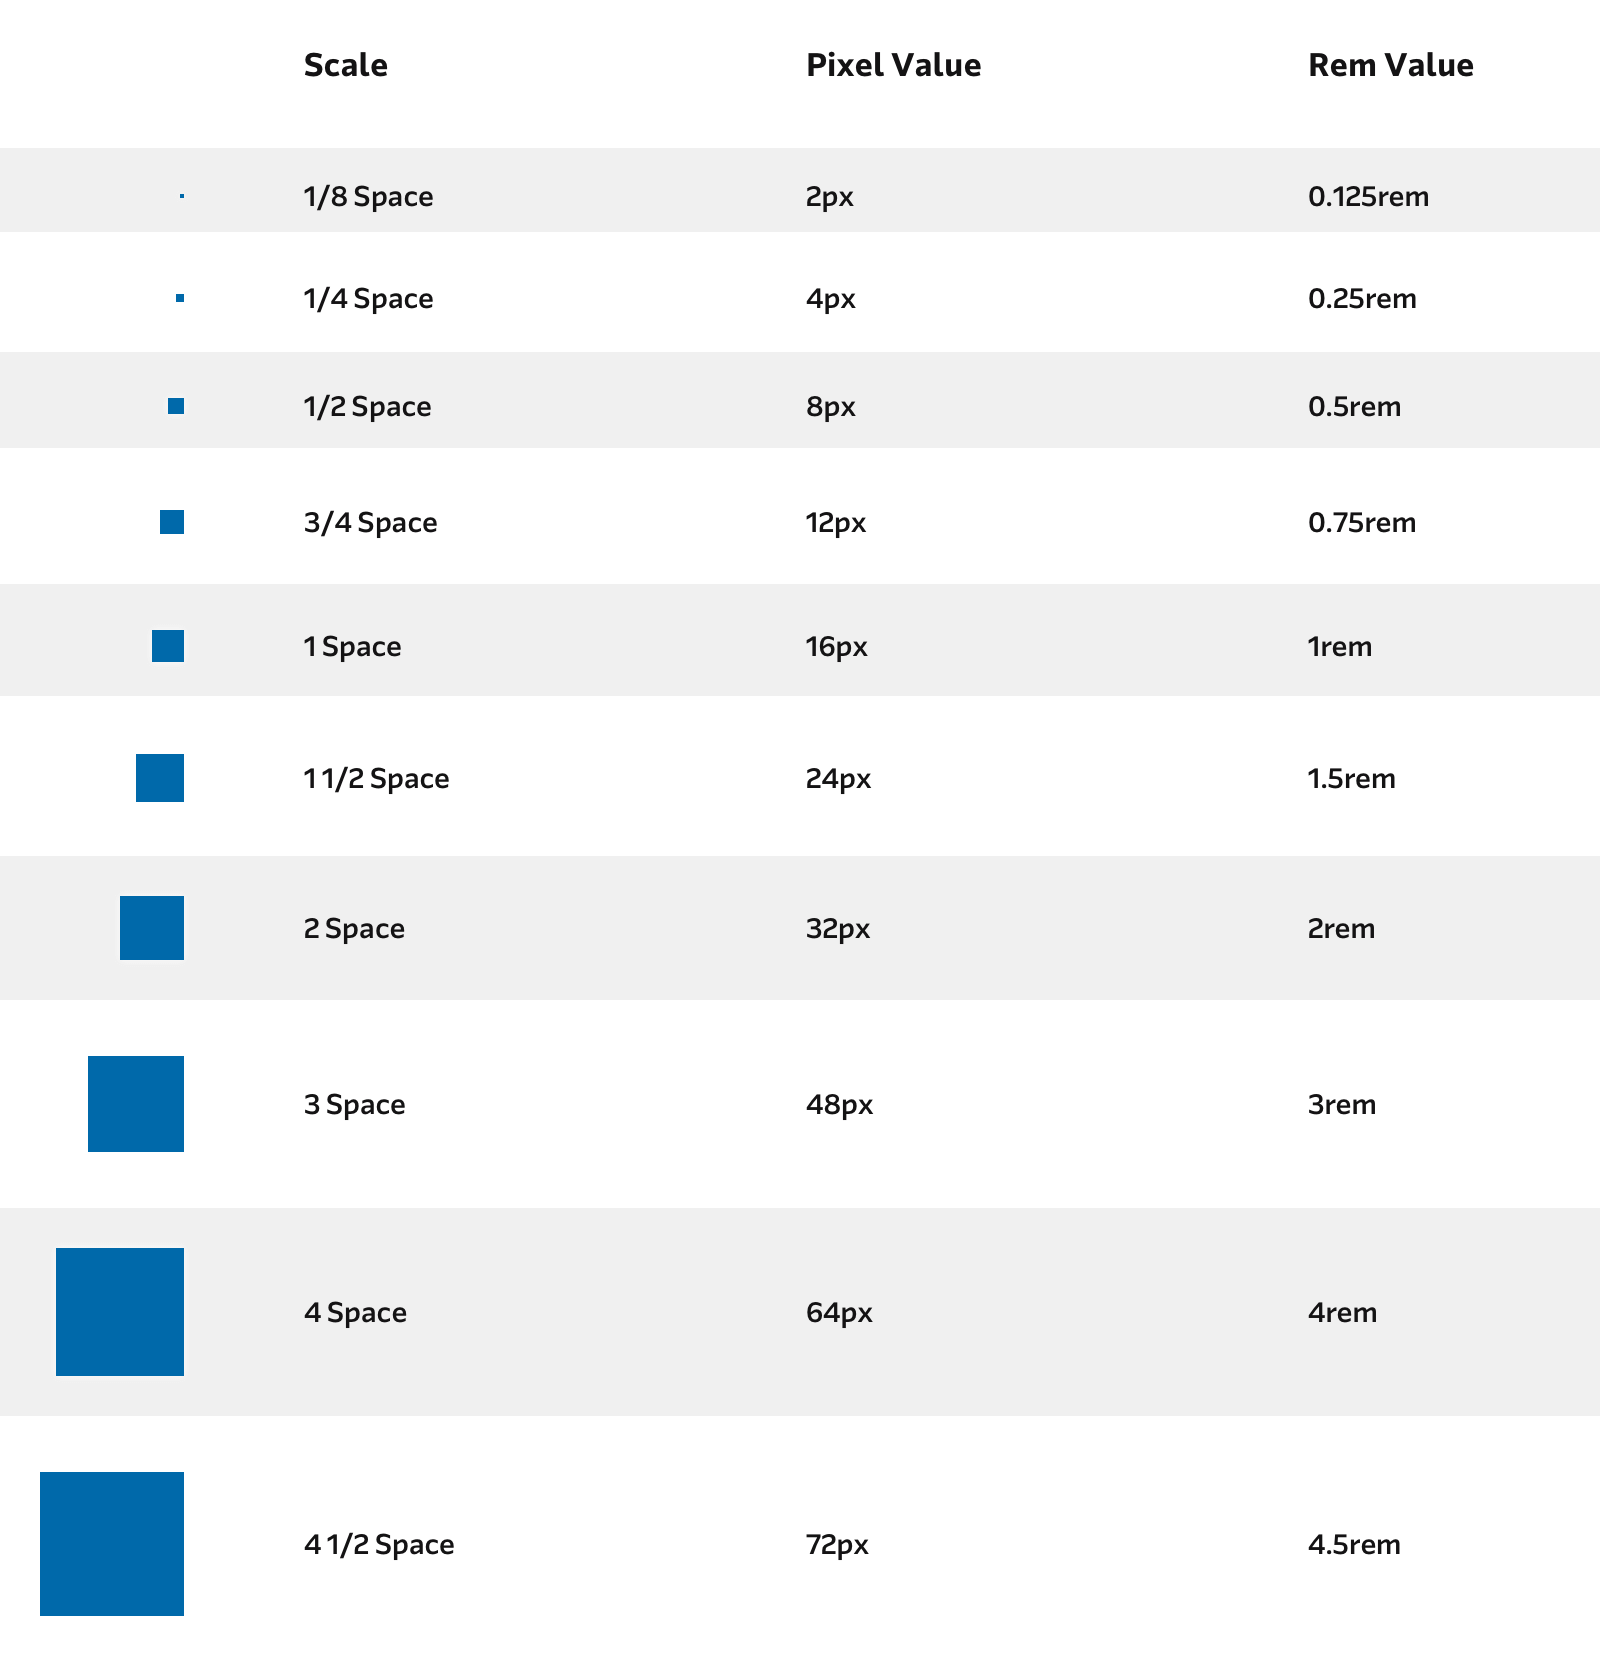 Scale Pixel Value Rem Value
1/8 Space 2px 0.125rem
1/4 Space 4px 0.25rem
1/2 Space 8px 0.5rem
3/4 Space 12px 0.75rem
1 Space 16px 1rem
1 1/2 Space 24px 1.5rem
2 Space 32px 2rem
3 Space 48px 3rem
4 Space 64px 4rem
4 1/2 Space 72px 4.5rem